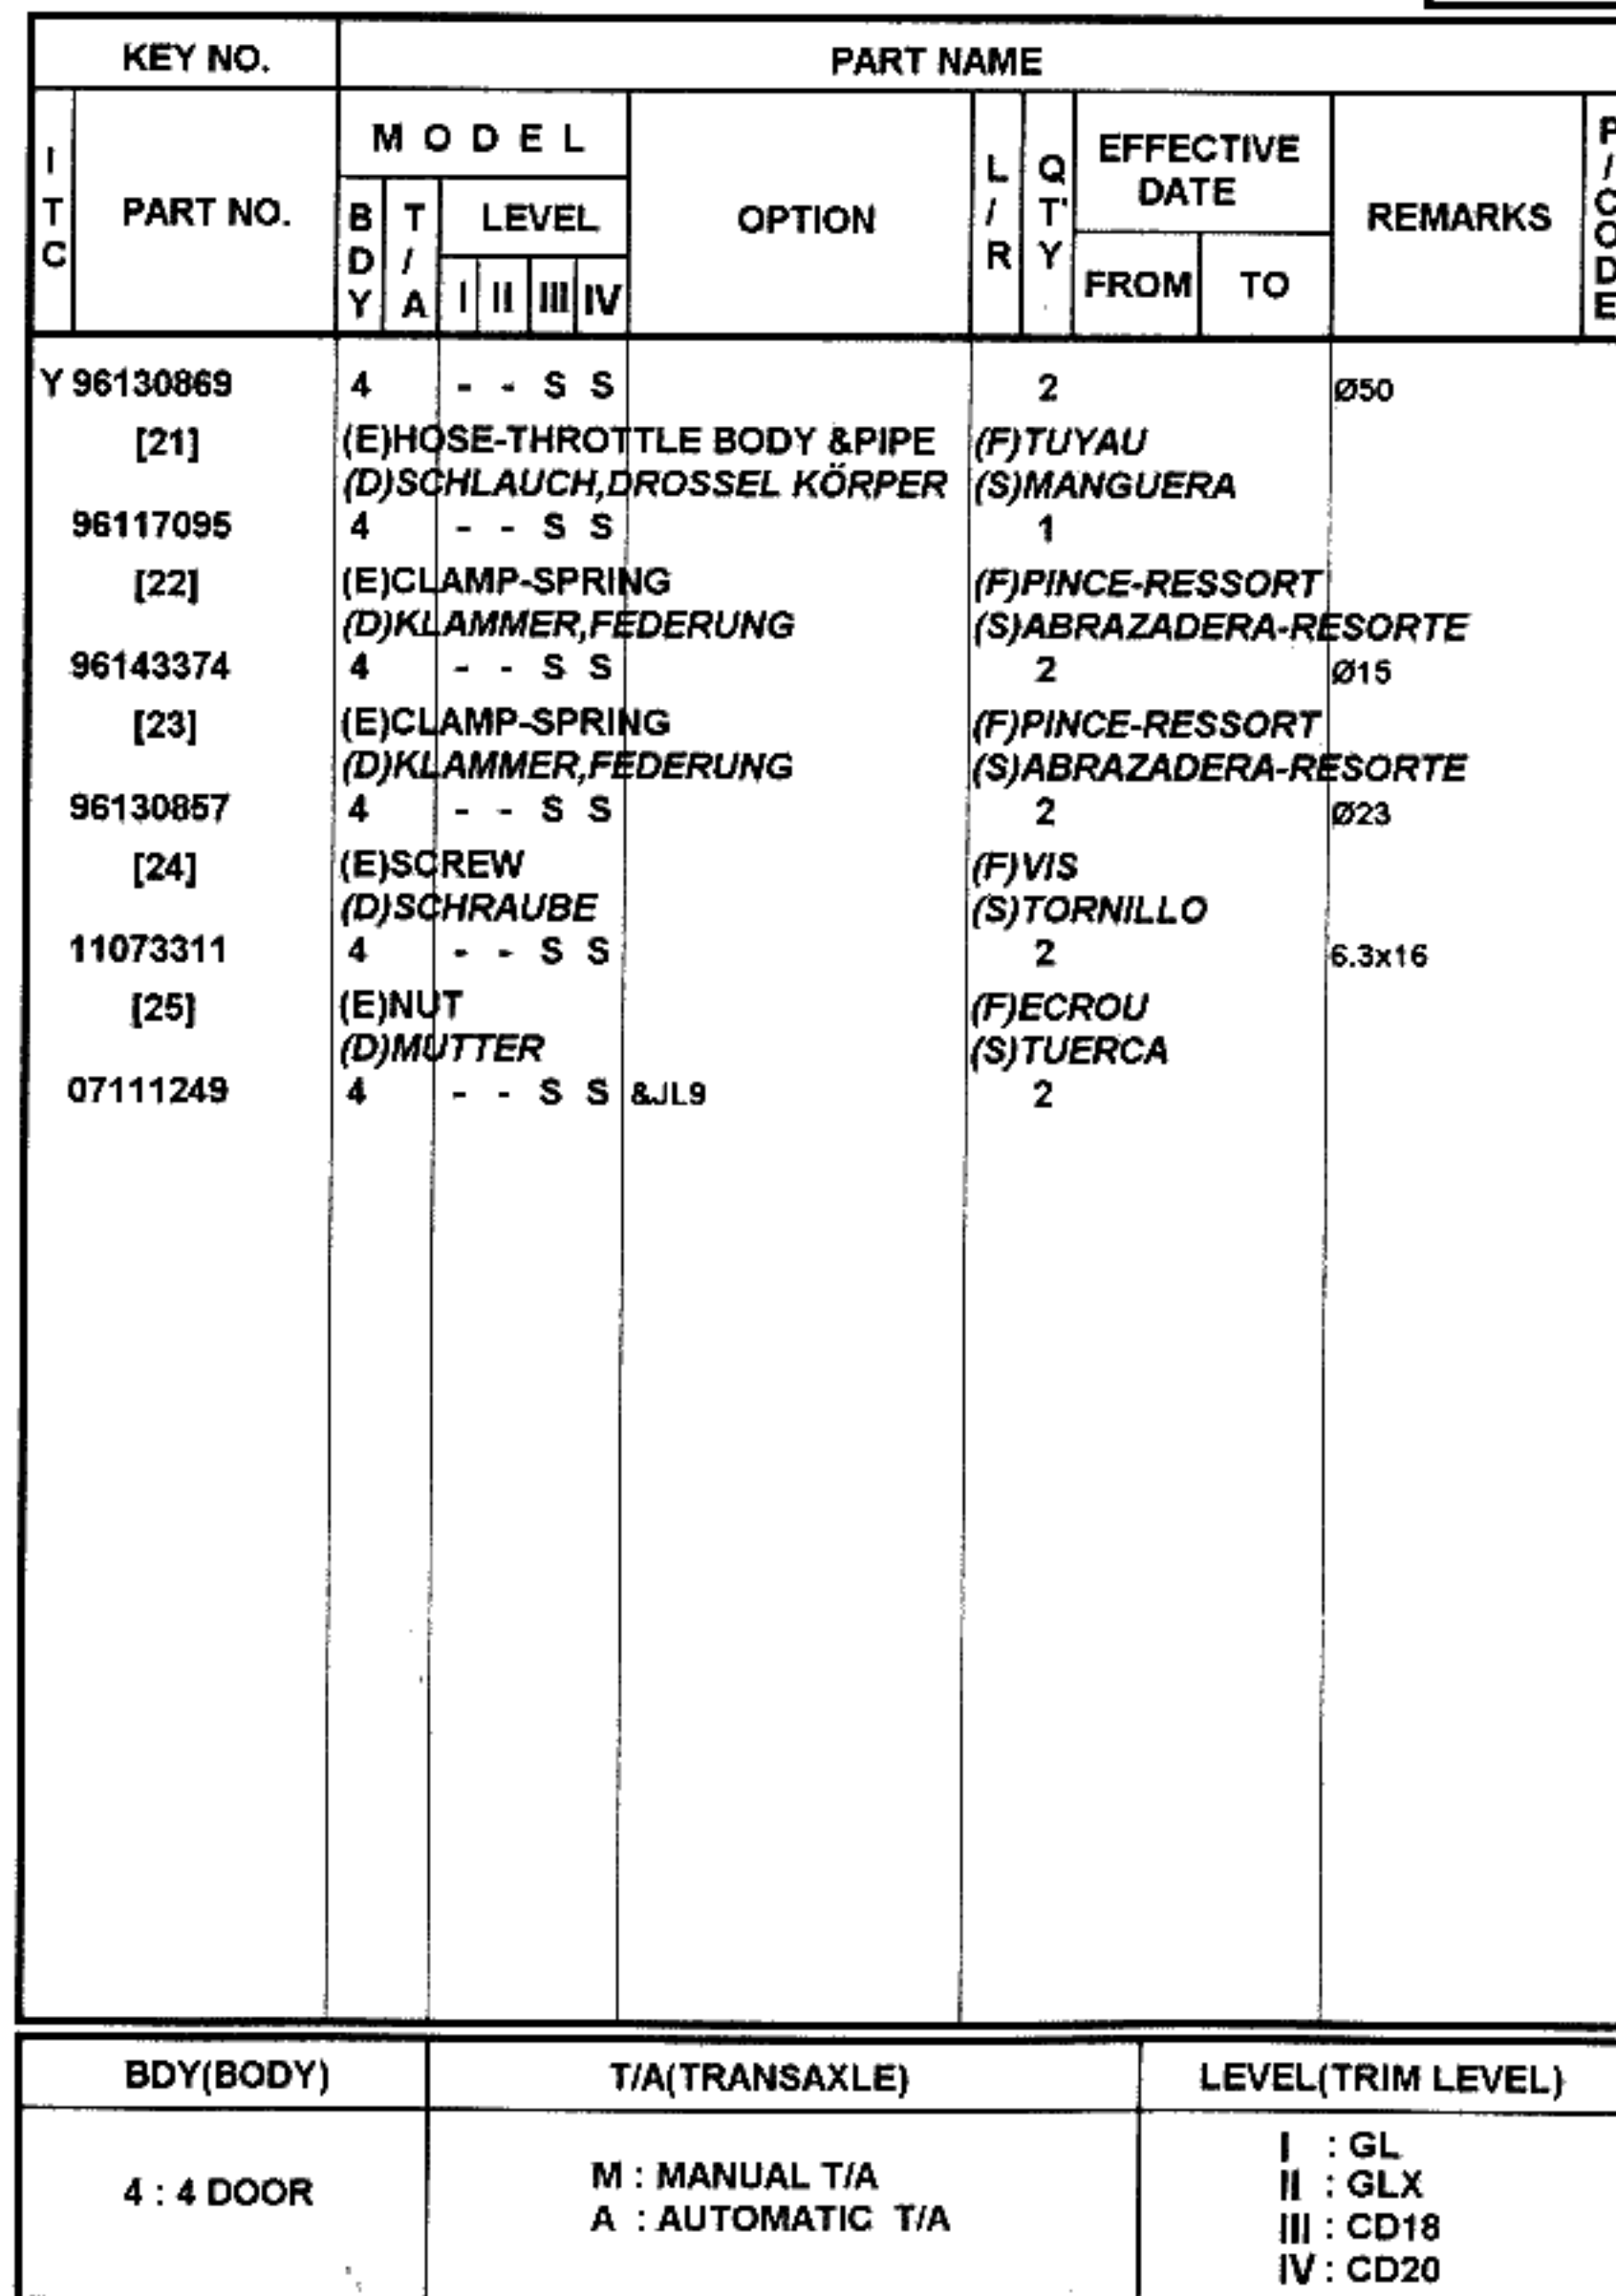 KEY NO. PART NAME
ITC PART NO. MODEL OPTION L/R Q'TY EFFECTIVE DATE REMARKS P/CODE
BDY T/A LEVEL
I II III IV FROM TO
Y 96130869 4 - - S S 2 Ø50
[21] (E)HOSE-THROTTLE BODY &PIPE (F)TUYAU
(D)SCHLAUCH,DROSSEL KÖRPER (S)MANGUERA
96117095 4 - - S S 1
[22] (E)CLAMP-SPRING (F)PINCE-RESSORT
(D)KLAMMER,FEDERUNG (S)ABRAZADERA-RESORTE
96143374 4 - - S S 2 Ø15
[23] (E)CLAMP-SPRING (F)PINCE-RESSORT
(D)KLAMMER,FEDERUNG (S)ABRAZADERA-RESORTE
96130857 4 - - S S 2 Ø23
[24] (E)SCREW (F)VIS
(D)SCHRAUBE (S)TORNILLO
11073311 4 - - S S 2 6.3x16
[25] (E)NUT (F)ECROU
(D)MUTTER (S)TUERCA
07111249 4 - - S S &JL9 2
BDY(BODY) T/A(TRANSAXLE) LEVEL(TRIM LEVEL)
4 : 4 DOOR
M : MANUAL T/A
A : AUTOMATIC T/A
I : GL
II : GLX
III : CD18
IV : CD20